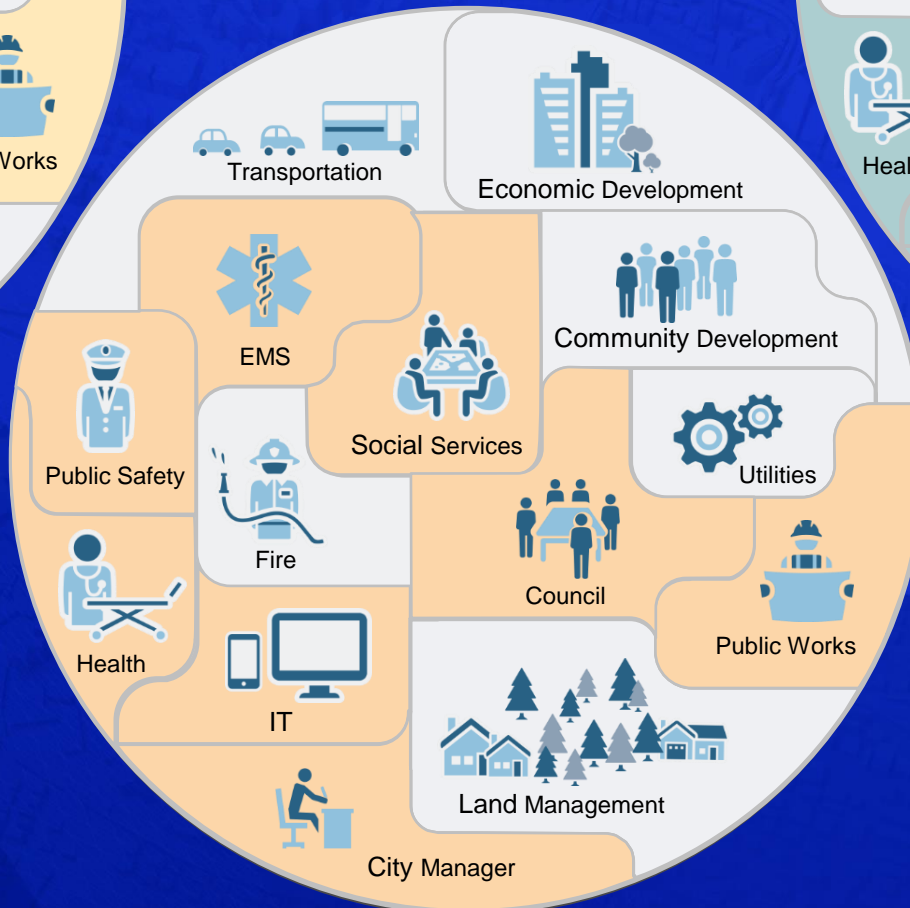 Works
Heal
Transportation
Economic Development
EMS
Community Development
Social Services
Public Safety
Utilities
Fire
Council
Public Works
Health
IT
Land Management
City Manager